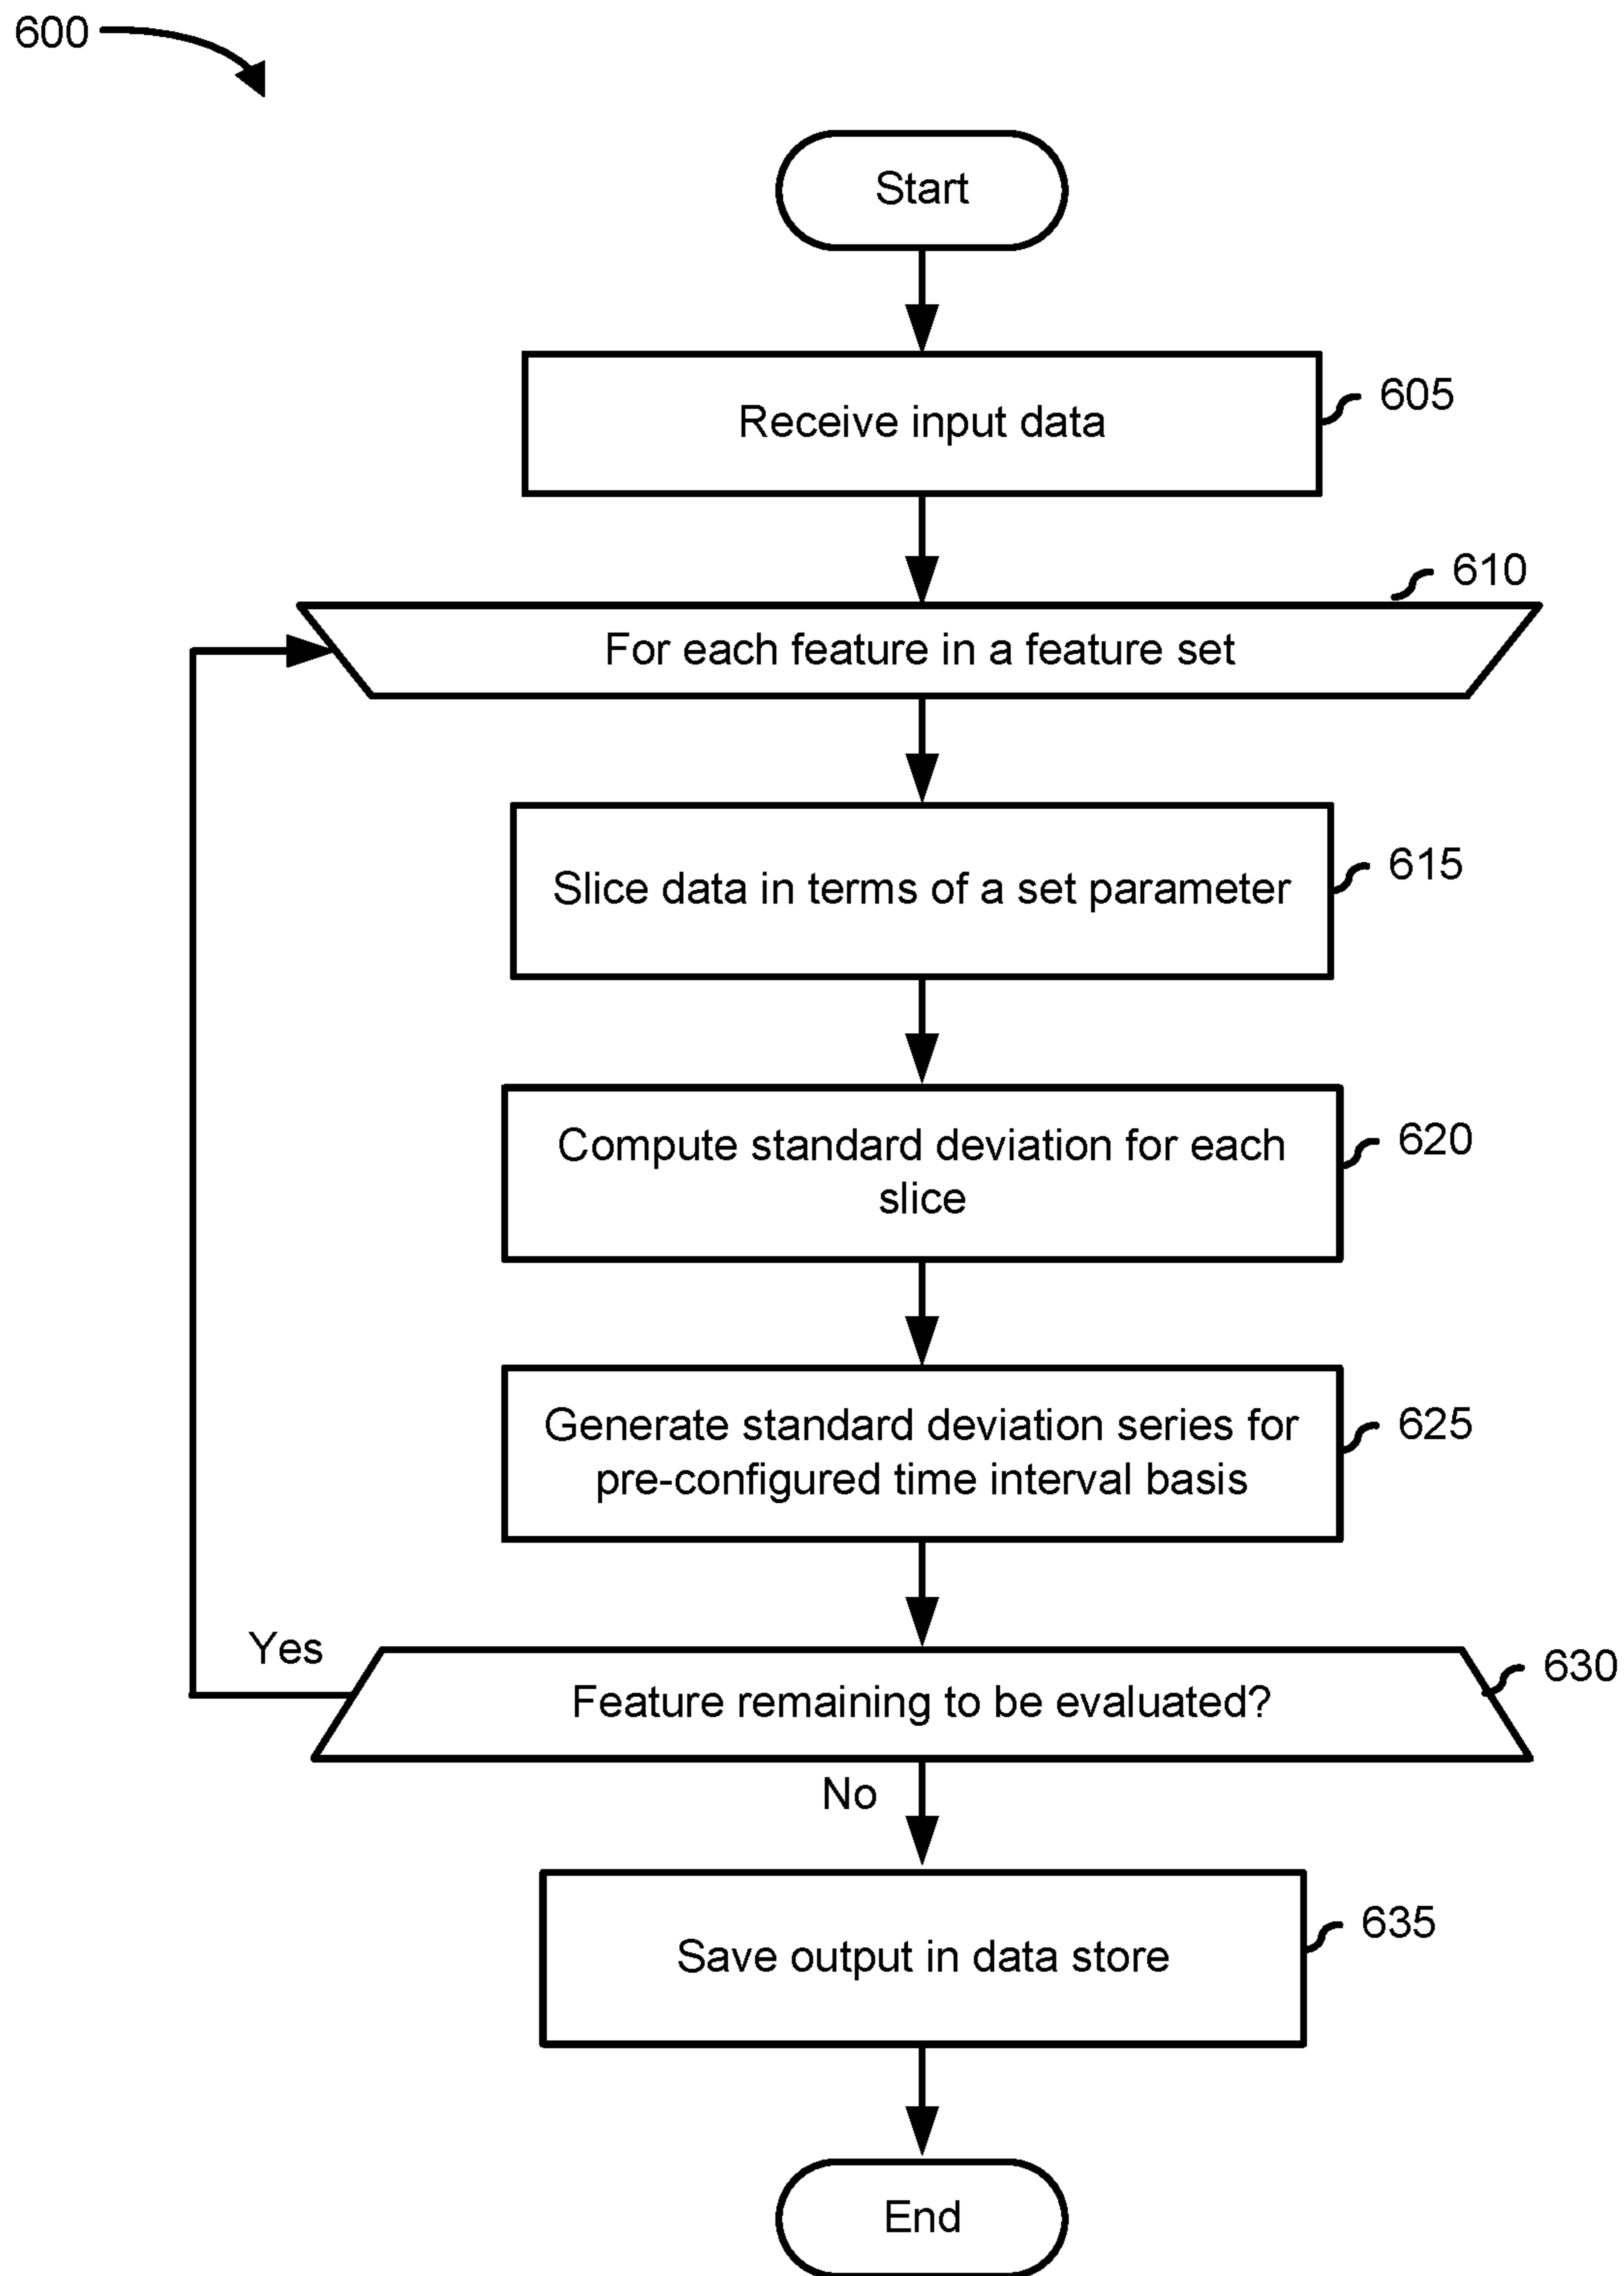 600
Start
Receive input data
605
610
For each feature in a feature set
Slice data in terms of a set parameter
615
Compute standard deviation for each
slice
620
Generate standard deviation series for
pre-configured time interval basis
625
Yes
Feature remaining to be evaluated?
630
No
Save output in data store
635
End